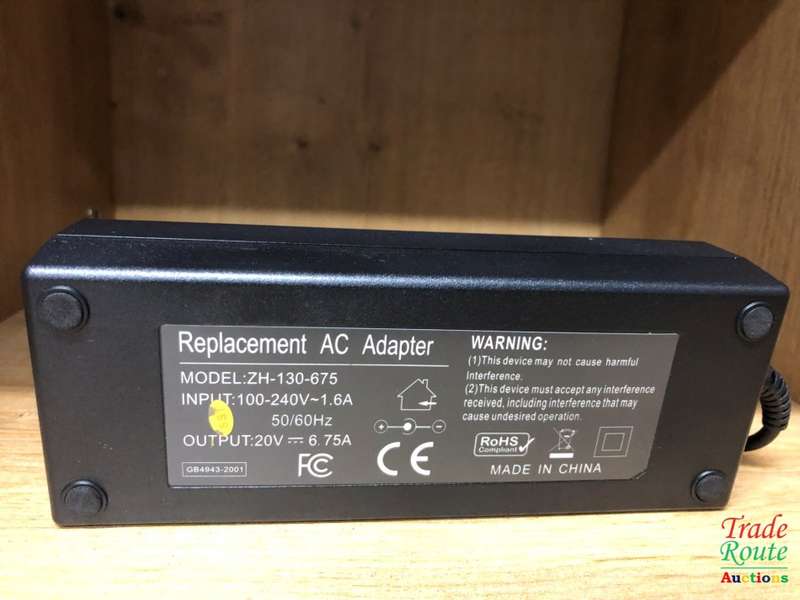 Replacement AC Adapter
MODEL:ZH-130-675
INPUT:100-240V~1.6A
50/60Hz
OUTPUT:20V ⎓ 6.75A
GB4943-2001
FC
CE
WARNING:
(1)This device may not cause harmful
Interference.
(2)This device must accept any interference
received, including interference that may
cause undesired operation.
RoHS
Compliant
MADE IN CHINA
Trade
Route
Auctions